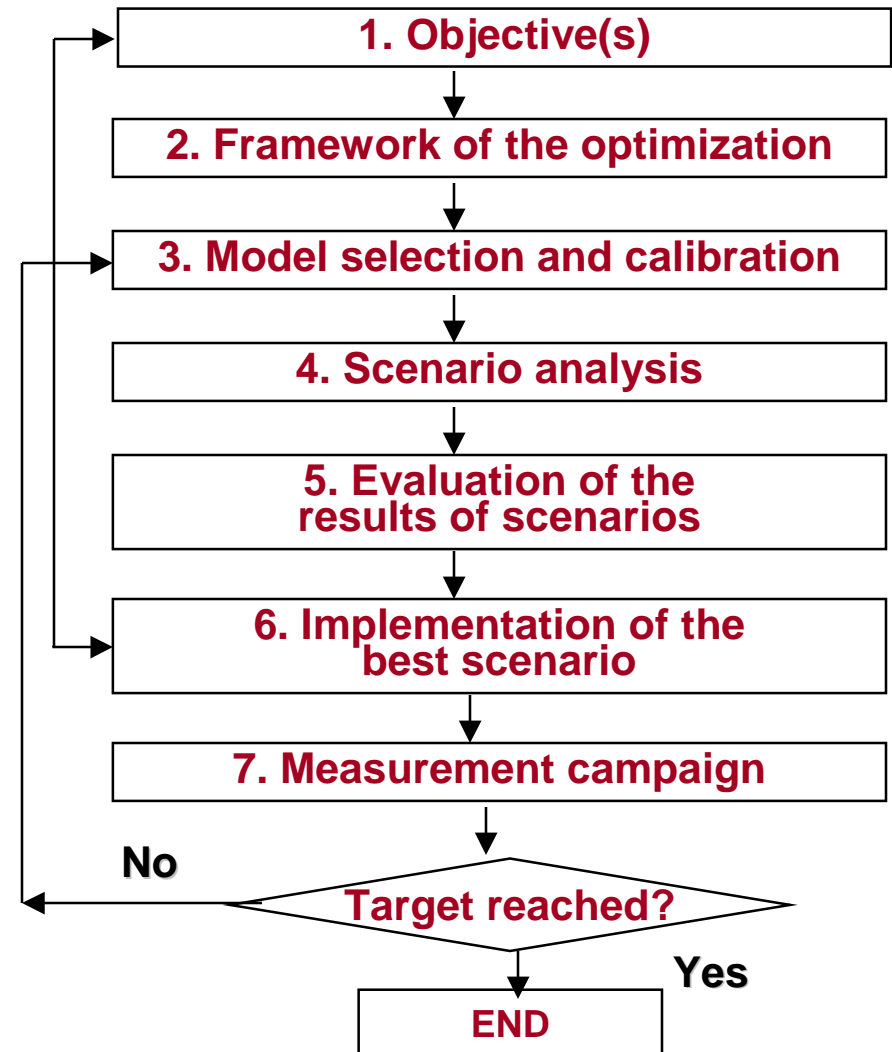 1. Objective(s)
2. Framework of the optimization
3. Model selection and calibration
4. Scenario analysis
5. Evaluation of the
results of scenarios
6. Implementation of the
best scenario
7. Measurement campaign
No
Target reached?
Yes
END